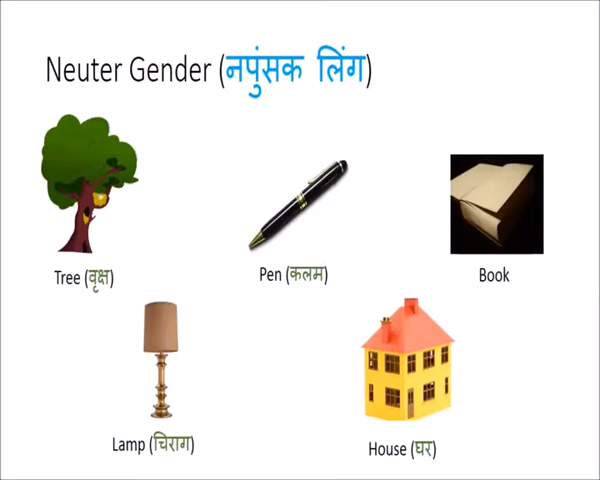 Neuter Gender (नपुंसक लिंग)
Tree (वृक्ष)
Pen (कलम)
Book
Lamp (चिराग)
House (घर)